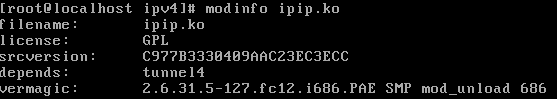 [root@localhost ipv4]# modinfo ipip.ko
filename: ipip.ko
license: GPL
srcversion: C977B3330409AAC23EC3ECC
depends: tunnel4
vermagic: 2.6.31.5-127.fc12.i686.PAE SMP mod_unload 686